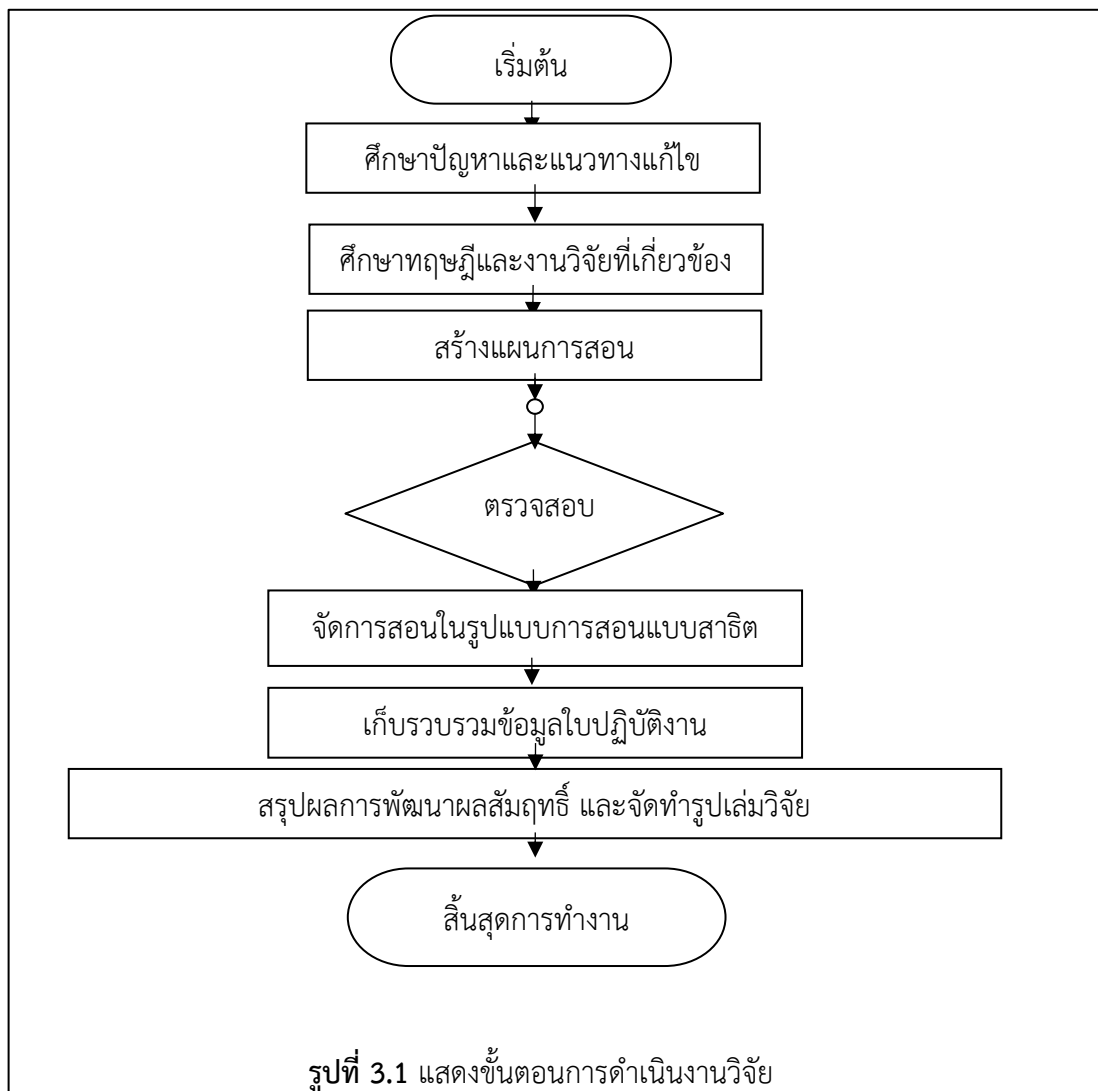 เริ่มต้น
ศึกษาปัญหาและแนวทางแก้ไข
ศึกษาทฤษฎีและงานวิจัยที่เกี่ยวข้อง
สร้างแผนการสอน
ตรวจสอบ
จัดการสอนในรูปแบบการสอนแบบสาธิต
เก็บรวบรวมข้อมูลใบปฏิบัติงาน
สรุปผลการพัฒนาผลสัมฤทธิ์ และจัดทำรูปเล่มวิจัย
สิ้นสุดการทำงาน
รูปที่ 3.1 แสดงขั้นตอนการดำเนินงานวิจัย